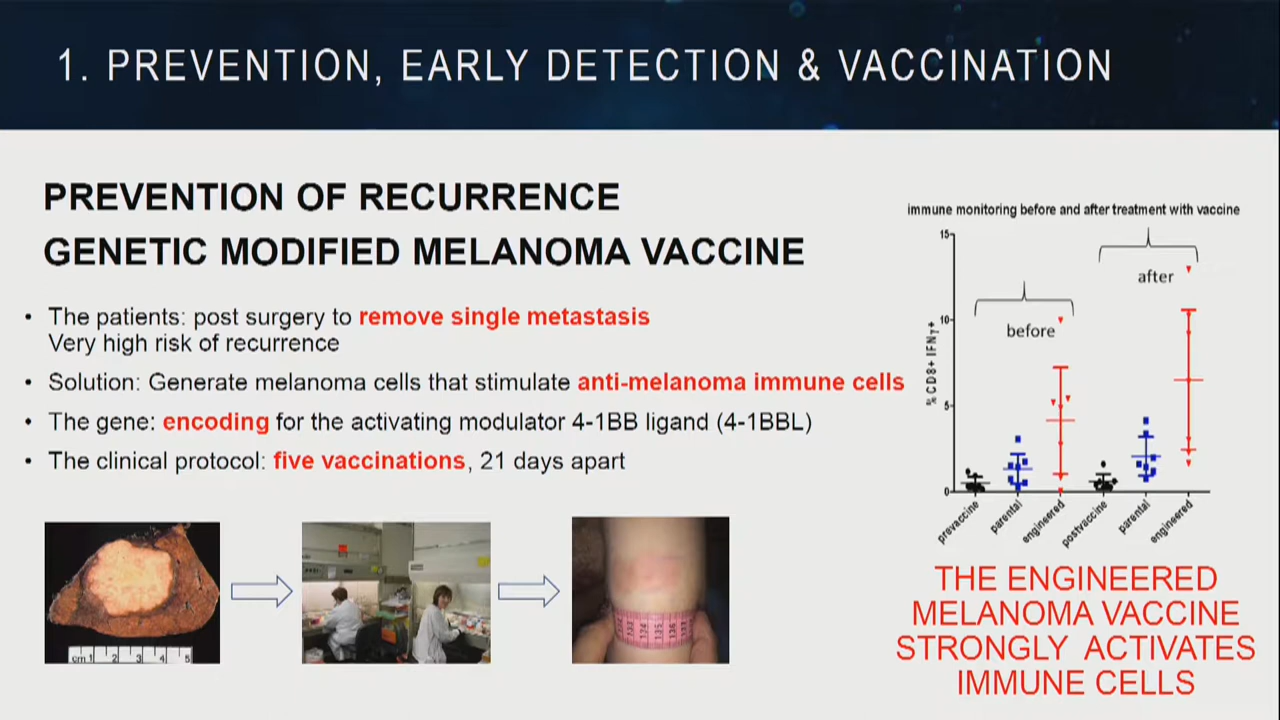 1. PREVENTION, EARLY DETECTION & VACCINATION
PREVENTION OF RECURRENCE
GENETIC MODIFIED MELANOMA VACCINE
• The patients: post surgery to remove single metastasis
Very high risk of recurrence
• Solution: Generate melanoma cells that stimulate anti-melanoma immune cells
• The gene: encoding for the activating modulator 4-1BB ligand (4-1BBL)
• The clinical protocol: five vaccinations, 21 days apart
cm 1 2 3 4 5
immune monitoring before and after treatment with vaccine
% CD8+ IFNγ+
15
10
5
0
before
after
prevaccine
parental
engineered
postvaccine
parental
engineered
THE ENGINEERED
MELANOMA VACCINE
STRONGLY ACTIVATES
IMMUNE CELLS